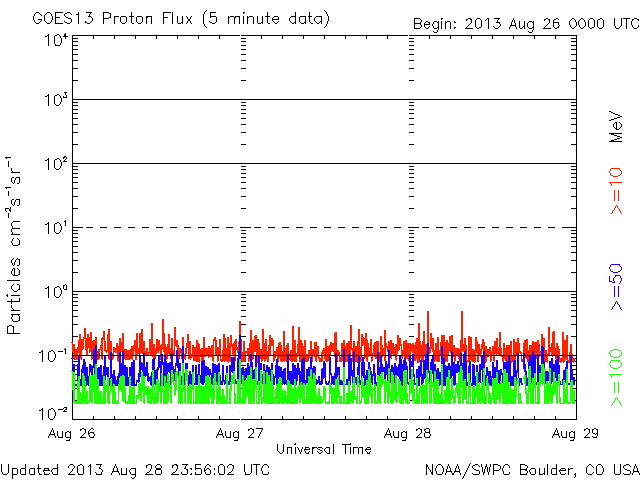 GOES13 Proton Flux (5 minute data)
Begin: 2013 Aug 26 0000 UTC
Particles cm⁻²s⁻¹sr⁻¹
10⁴
10³
10²
10¹
10⁰
10⁻¹
10⁻²
MeV
>=10
>=50
>=100
Aug 26
Aug 27
Aug 28
Aug 29
Universal Time
Updated 2013 Aug 28 23:56:02 UTC
NOAA/SWPC Boulder, CO USA